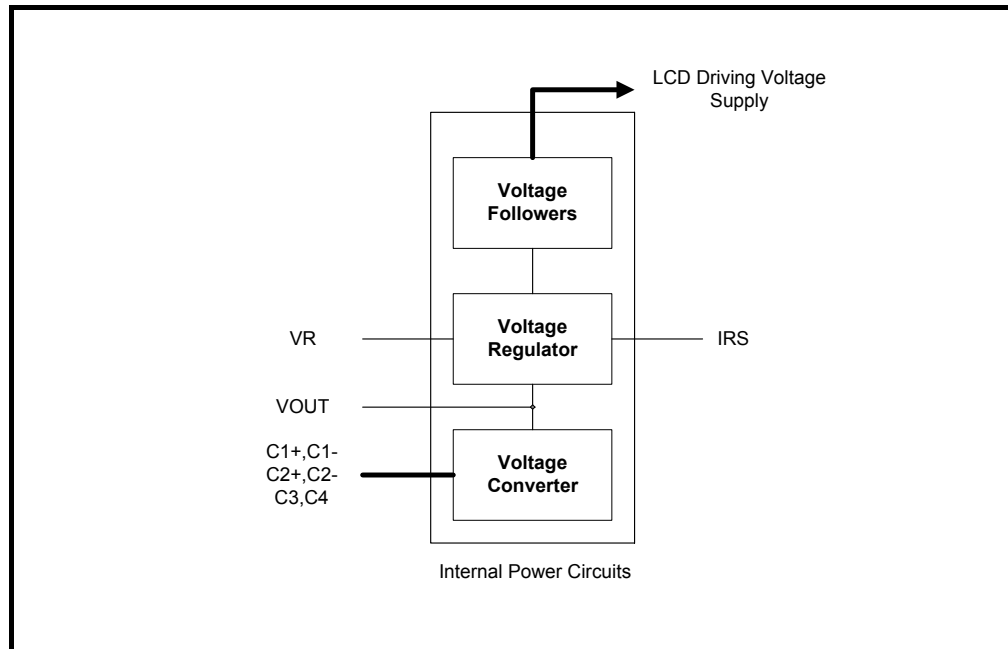 LCD Driving Voltage
Supply
Voltage
Followers
VR
Voltage
Regulator
IRS
VOUT
C1+,C1-
C2+,C2-
C3,C4
Voltage
Converter
Internal Power Circuits